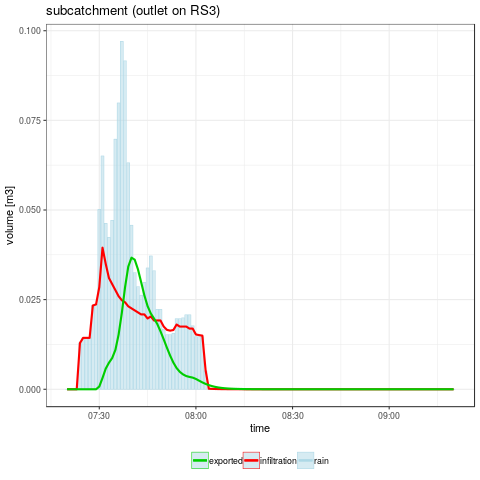 subcatchment (outlet on RS3)
0.100
0.075
0.050
0.025
0.000
volume [m3]
07:30 08:00 08:30 09:00
time
exported infiltration rain